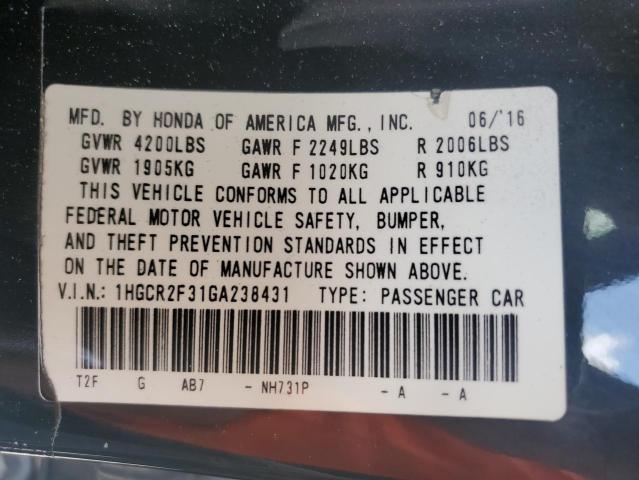 MFD. BY HONDA OF AMERICA MFG., INC. 06/'16
GVWR 4200LBS GAWR F 2249LBS R 2006LBS
GVWR 1905KG GAWR F 1020KG R 910KG
THIS VEHICLE CONFORMS TO ALL APPLICABLE
FEDERAL MOTOR VEHICLE SAFETY, BUMPER,
AND THEFT PREVENTION STANDARDS IN EFFECT
ON THE DATE OF MANUFACTURE SHOWN ABOVE.
V.I.N.: 1HGCR2F31GA238431 TYPE: PASSENGER CAR
T2F G AB7 - NH731P - A - A